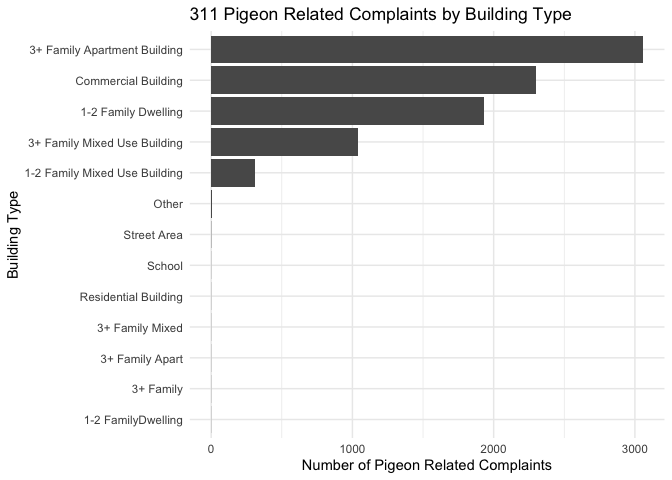 311 Pigeon Related Complaints by Building Type
3+ Family Apartment Building
Commercial Building
1-2 Family Dwelling
3+ Family Mixed Use Building
1-2 Family Mixed Use Building
Other
Street Area
School
Residential Building
3+ Family Mixed
3+ Family Apart
3+ Family
1-2 FamilyDwelling
Building Type
0 1000 2000 3000
Number of Pigeon Related Complaints